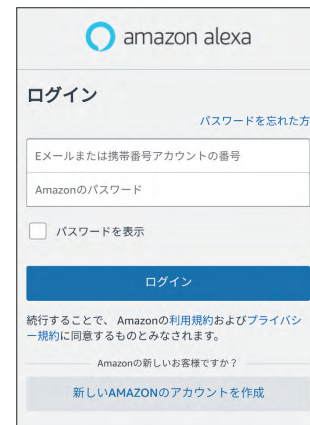 amazon alexa
ログイン
パスワードを忘れた方
Eメールまたは携帯番号アカウントの番号
Amazonのパスワード
パスワードを表示
ログイン
続行することで、Amazonの利用規約およびプライバシ
ー規約に同意するものとみなされます。
Amazonの新しいお客様ですか？
新しいAMAZONのアカウントを作成